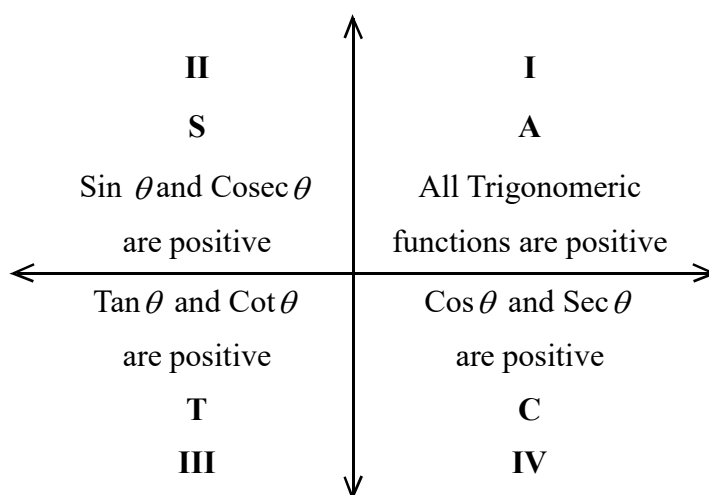 II
S
Sin θ and Cosec θ
are positive
I
A
All Trigonomeric
functions are positive
Tan θ and Cot θ
are positive
T
III
Cos θ and Sec θ
are positive
C
IV